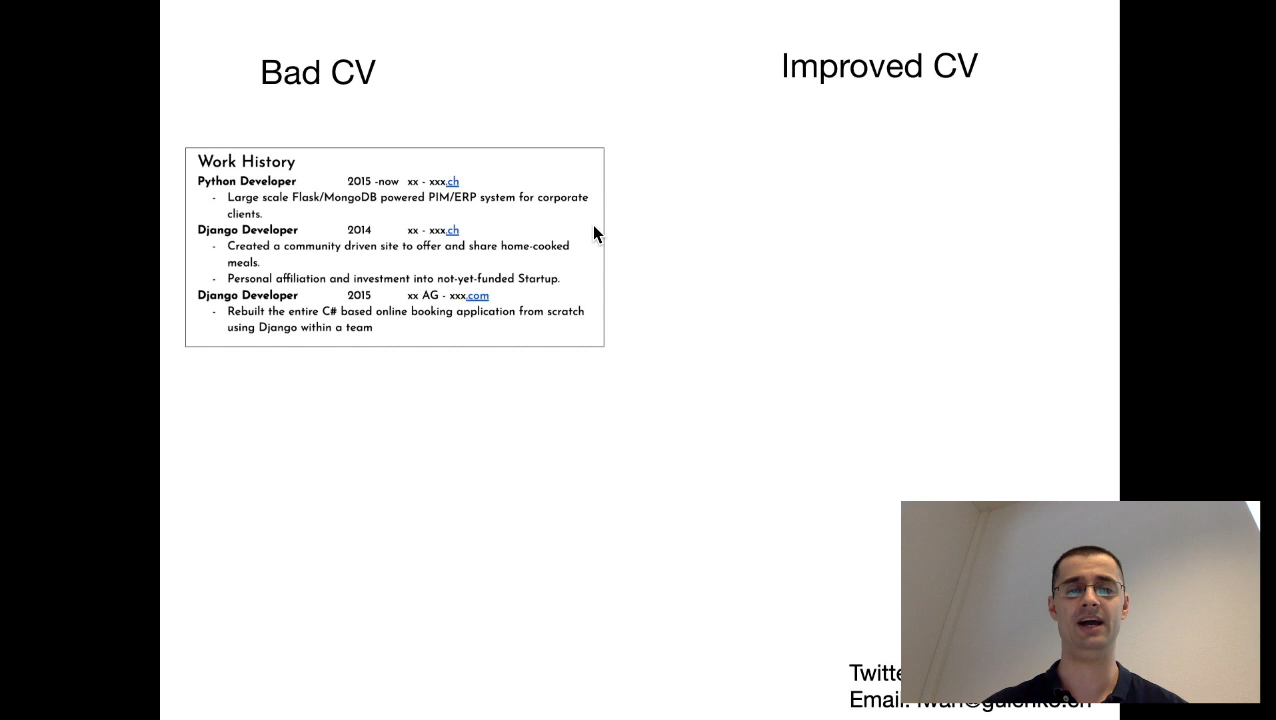 Bad CV
Improved CV
Work History
Python Developer 2015 -now xx - xxx.ch
- Large scale Flask/MongoDB powered PIM/ERP system for corporate
clients.
Django Developer 2014 xx - xxx.ch
- Created a community driven site to offer and share home-cooked
meals.
- Personal affiliation and investment into not-yet-funded Startup.
Django Developer 2015 xx AG - xxx.com
- Rebuilt the entire C# based online booking application from scratch
using Django within a team
Email: